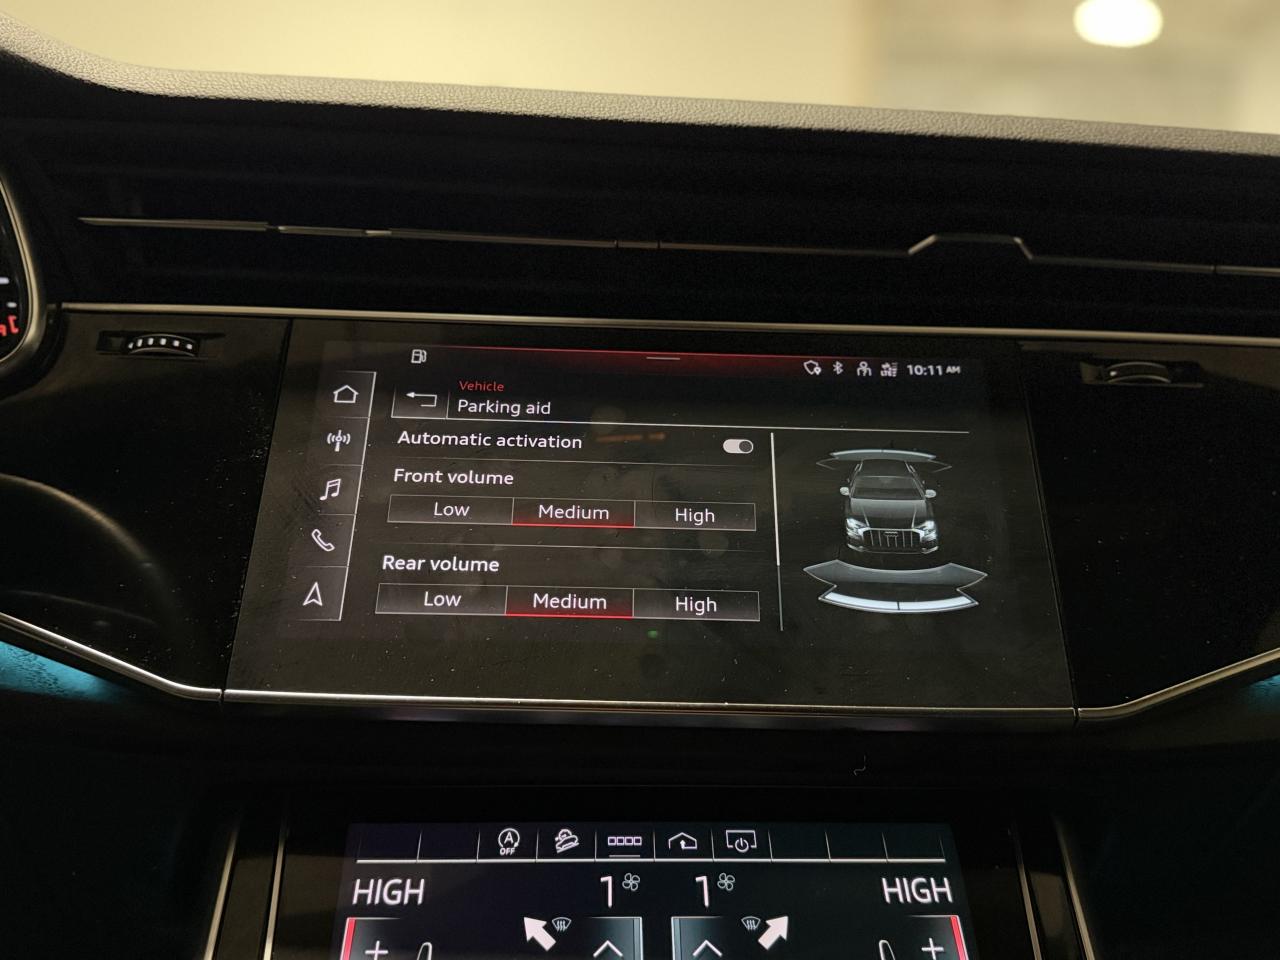 10:11 AM
Vehicle
Parking aid
Automatic activation
Front volume
Low Medium High
Rear volume
Low Medium High
A
OFF
HIGH 1 1 HIGH
+ +